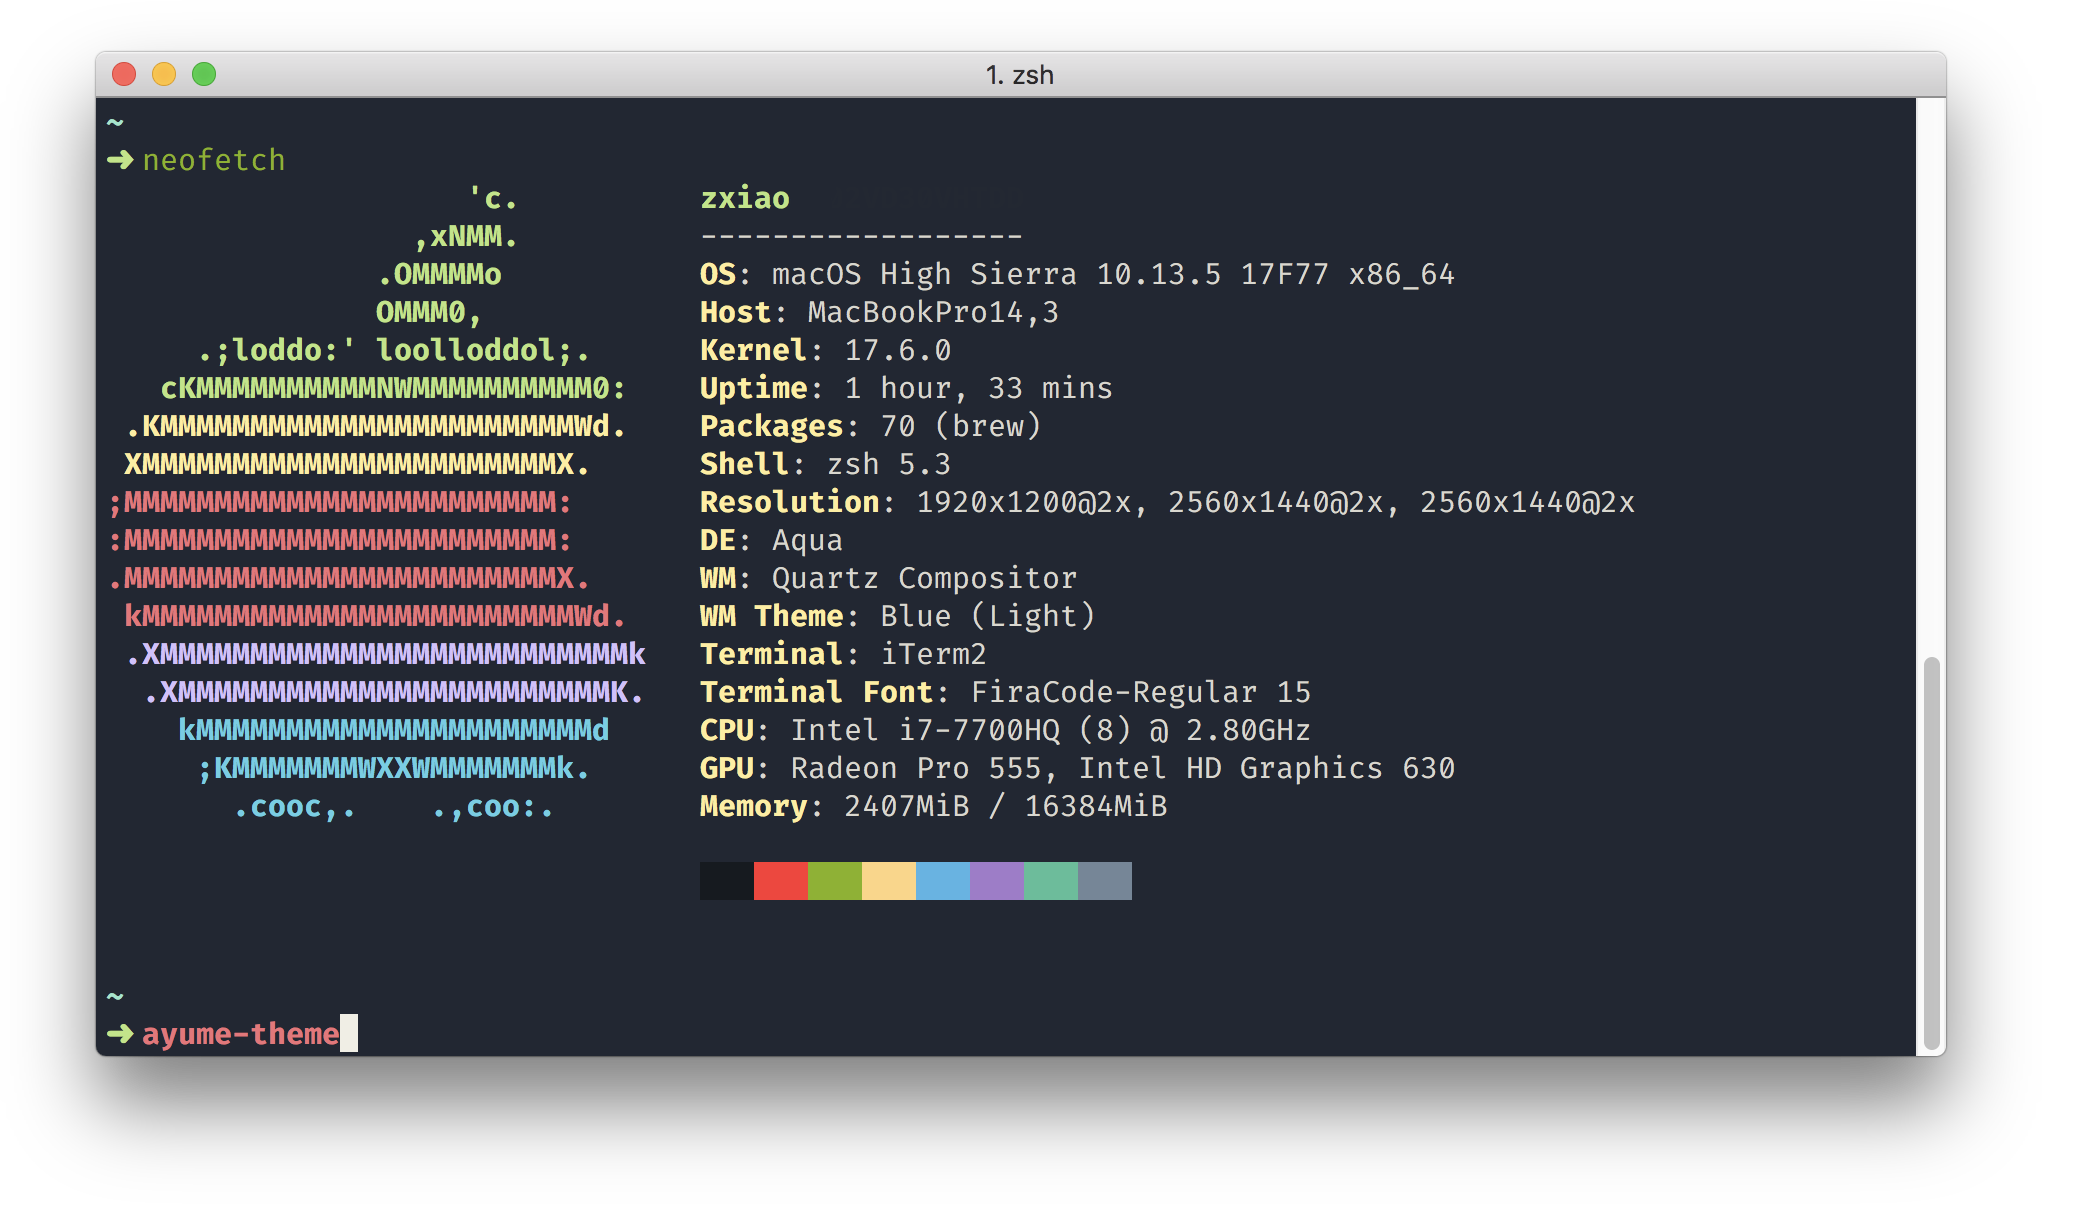 1. zsh
~
➜ neofetch
'c. zxiao
,xNMM. ------------------
.OMMMMo OS: macOS High Sierra 10.13.5 17F77 x86_64
OMMM0, Host: MacBookPro14,3
.;loddo:' loolloddol;. Kernel: 17.6.0
cKMMMMMMMMMMNWMMMMMMMMMM0: Uptime: 1 hour, 33 mins
.KMMMMMMMMMMMMMMMMMMMMMMMWd. Packages: 70 (brew)
XMMMMMMMMMMMMMMMMMMMMMMMX. Shell: zsh 5.3
;MMMMMMMMMMMMMMMMMMMMMMMM: Resolution: 1920x1200@2x, 2560x1440@2x, 2560x1440@2x
:MMMMMMMMMMMMMMMMMMMMMMMM: DE: Aqua
.MMMMMMMMMMMMMMMMMMMMMMMMX. WM: Quartz Compositor
kMMMMMMMMMMMMMMMMMMMMMMMMWd. WM Theme: Blue (Light)
.XMMMMMMMMMMMMMMMMMMMMMMMMMMk Terminal: iTerm2
.XMMMMMMMMMMMMMMMMMMMMMMMMK. Terminal Font: FiraCode-Regular 15
kMMMMMMMMMMMMMMMMMMMMMMd CPU: Intel i7-7700HQ (8) @ 2.80GHz
;KMMMMMMMWXXWMMMMMMMk. GPU: Radeon Pro 555, Intel HD Graphics 630
.cooc,. .,coo:. Memory: 2407MiB / 16384MiB
~
➜ ayume-theme